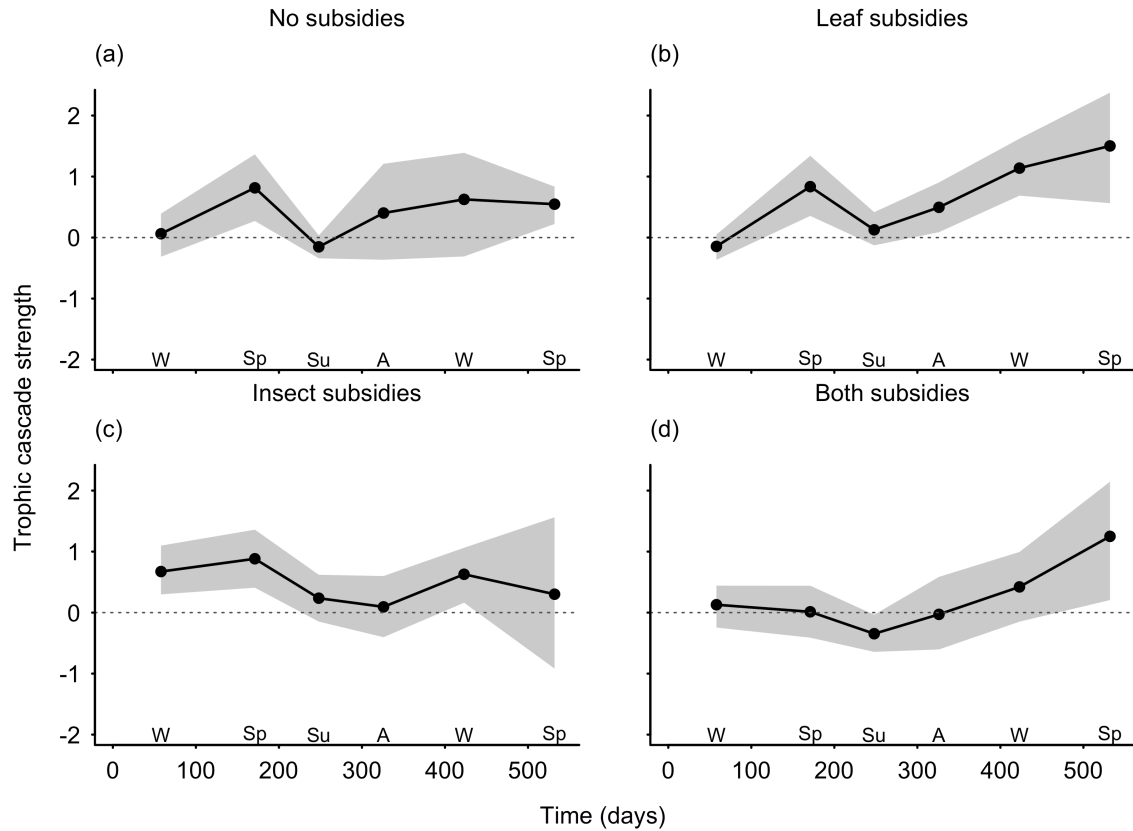 No subsidies
Leaf subsidies
(a)
(b)
2
1
0
-1
-2
W Sp Su A W Sp
W Sp Su A W Sp
Insect subsidies
Both subsidies
(c)
(d)
2
1
0
-1
-2
W Sp Su A W Sp
W Sp Su A W Sp
0 100 200 300 400 500
0 100 200 300 400 500
Trophic cascade strength
Time (days)